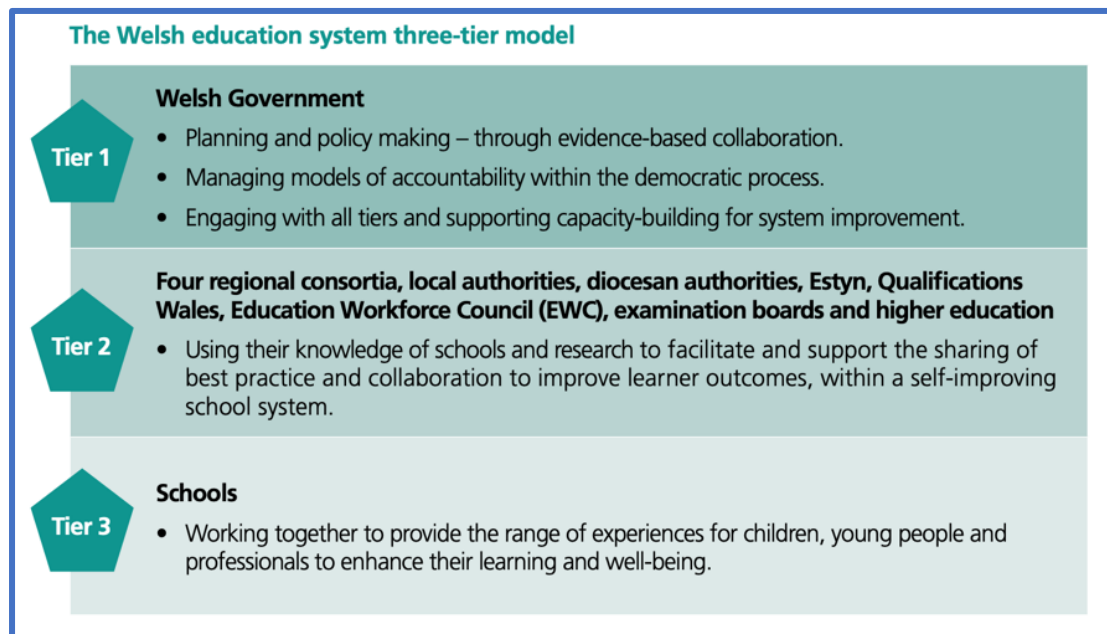 The Welsh education system three-tier model
Tier 1
Welsh Government
• Planning and policy making – through evidence-based collaboration.
• Managing models of accountability within the democratic process.
• Engaging with all tiers and supporting capacity-building for system improvement.
Tier 2
Four regional consortia, local authorities, diocesan authorities, Estyn, Qualifications
Wales, Education Workforce Council (EWC), examination boards and higher education
• Using their knowledge of schools and research to facilitate and support the sharing of
best practice and collaboration to improve learner outcomes, within a self-improving
school system.
Tier 3
Schools
• Working together to provide the range of experiences for children, young people and
professionals to enhance their learning and well-being.